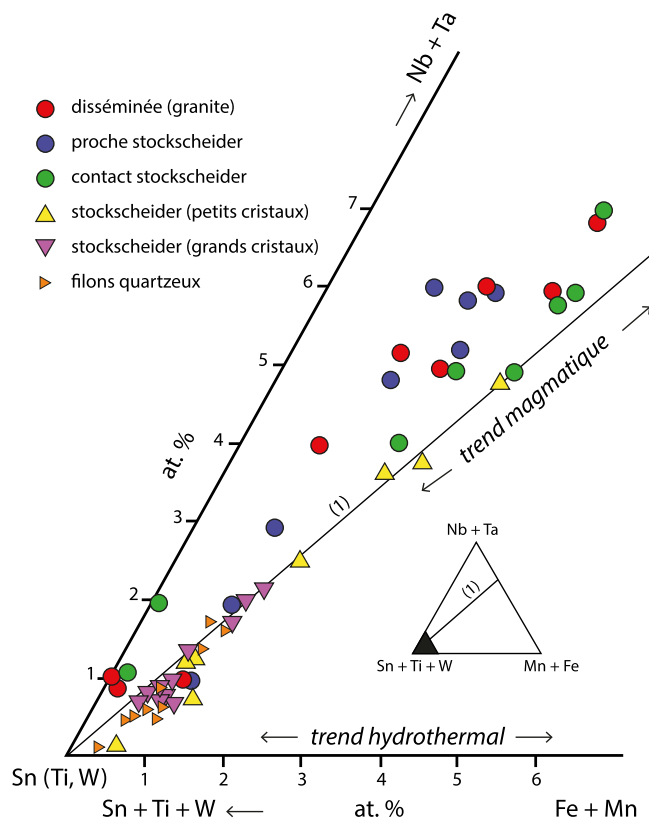 Nb + Ta
disséminée (granite)
proche stockscheider
contact stockscheider
stockscheider (petits cristaux)
stockscheider (grands cristaux)
filons quartzeux
7
6
5
4
3
2
1
at. %
trend magmatique
(1)
Nb + Ta
(1)
Sn + Ti + W
Mn + Fe
trend hydrothermal
Sn (Ti, W)
1
2
3
4
5
6
Sn + Ti + W
at. %
Fe + Mn